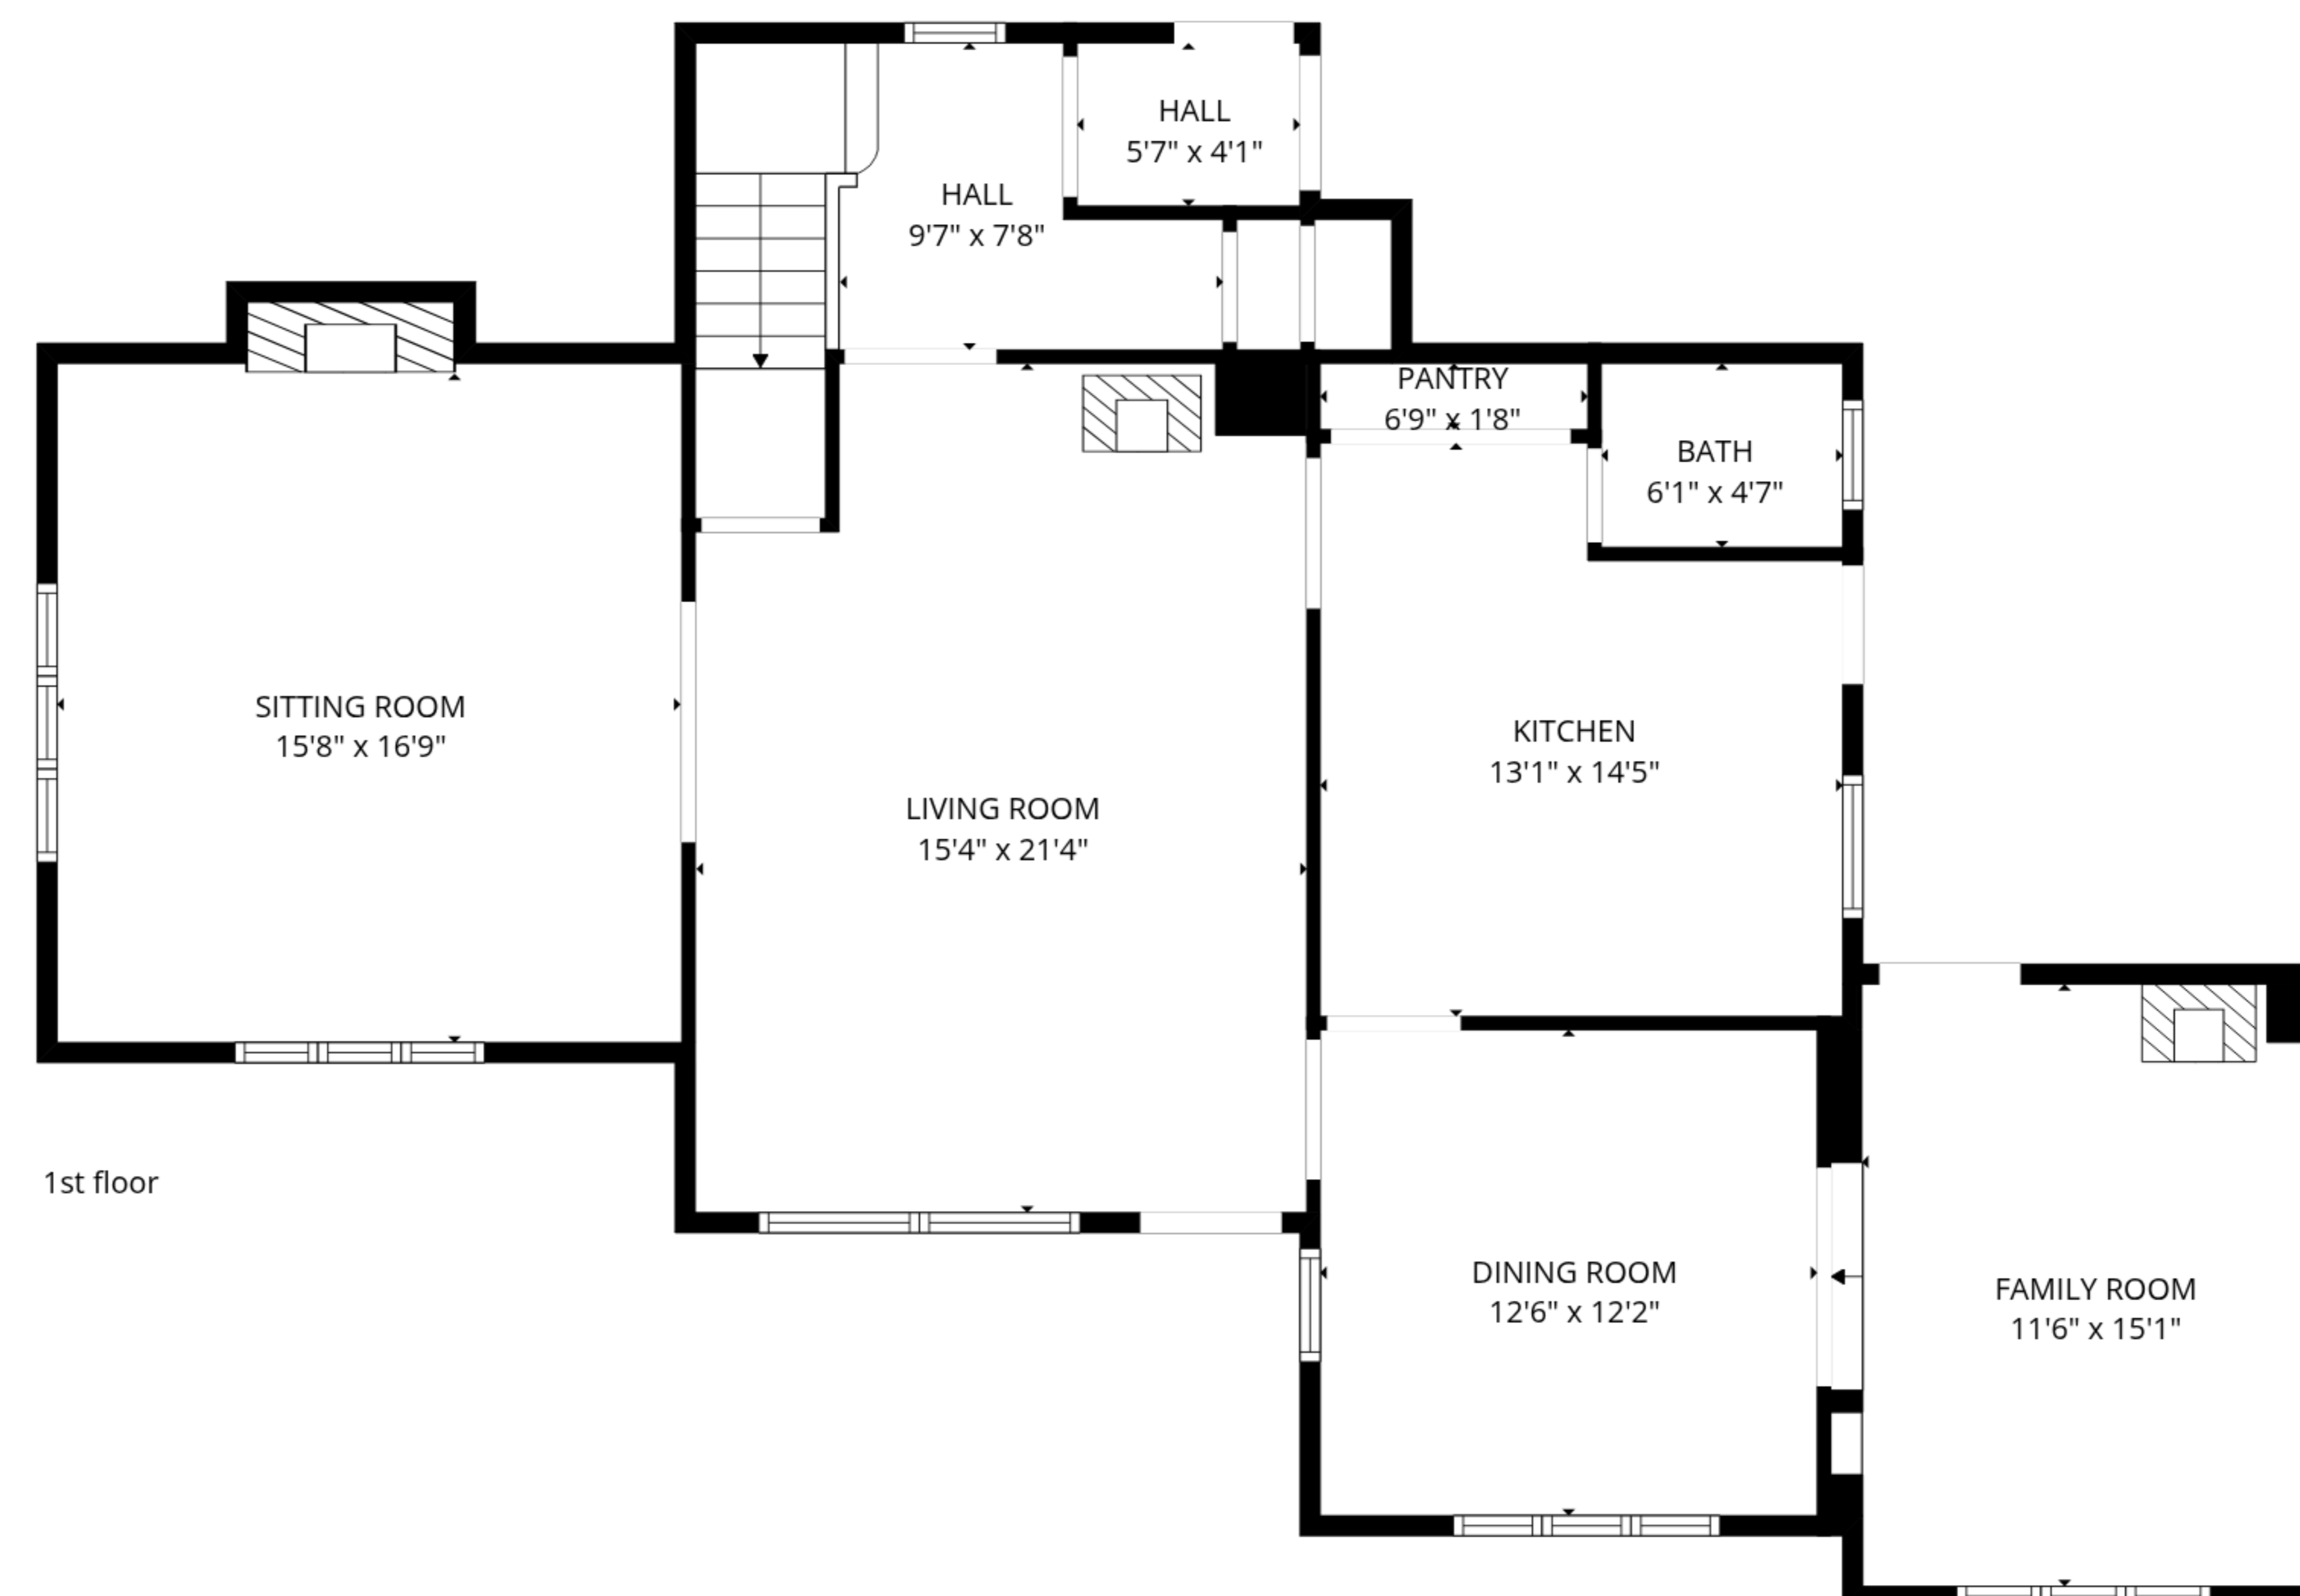 HALL
5'7" x 4'1"
HALL
9'7" x 7'8"
PANTRY
6'9" x 1'8"
BATH
6'1" x 4'7"
SITTING ROOM
15'8" x 16'9"
KITCHEN
13'1" x 14'5"
LIVING ROOM
15'4" x 21'4"
1st floor
DINING ROOM
12'6" x 12'2"
FAMILY ROOM
11'6" x 15'1"